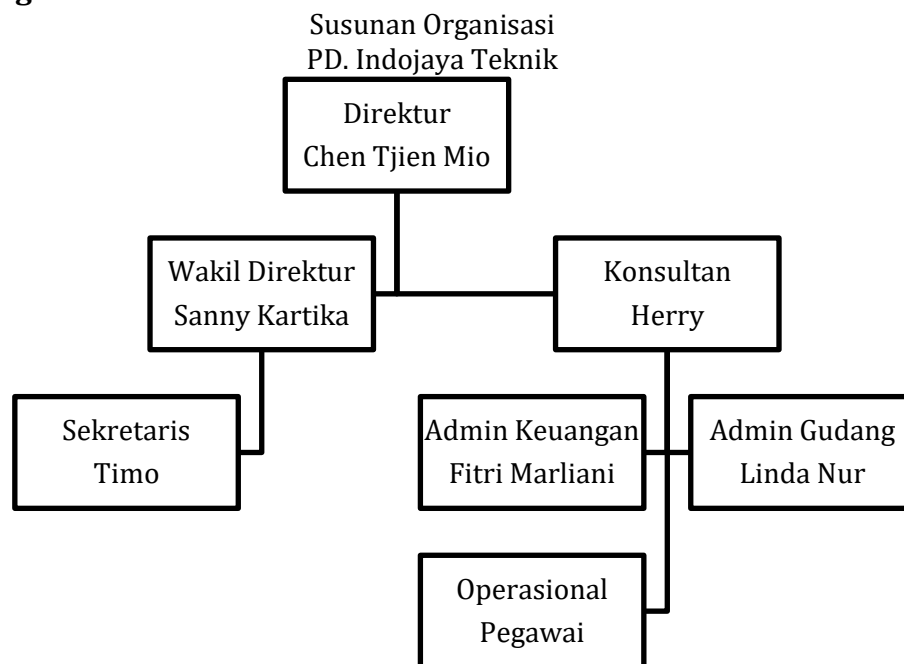 g
Susunan Organisasi
PD. Indojaya Teknik
Direktur
Chen Tjien Mio
Wakil Direktur
Sanny Kartika
Konsultan
Herry
Sekretaris
Timo
Admin Keuangan
Fitri Marliani
Admin Gudang
Linda Nur
Operasional
Pegawai